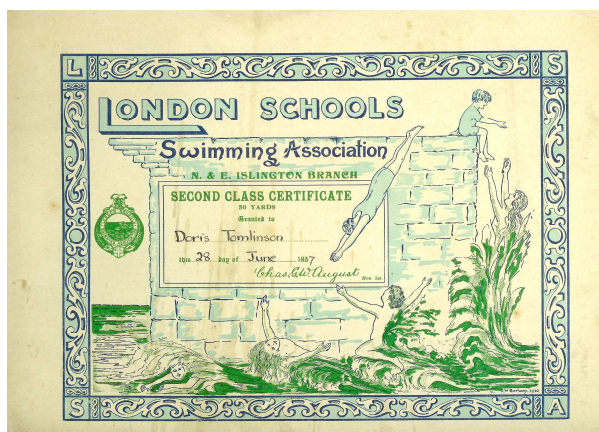 L S
LONDON SCHOOLS
Swimming Association
N. & E. ISLINGTON BRANCH
SECOND CLASS CERTIFICATE
50 YARDS
Granted to
Doris Tomlinson
this 28 day of June
Chas. E. W. August
Hon. Sec.
S A